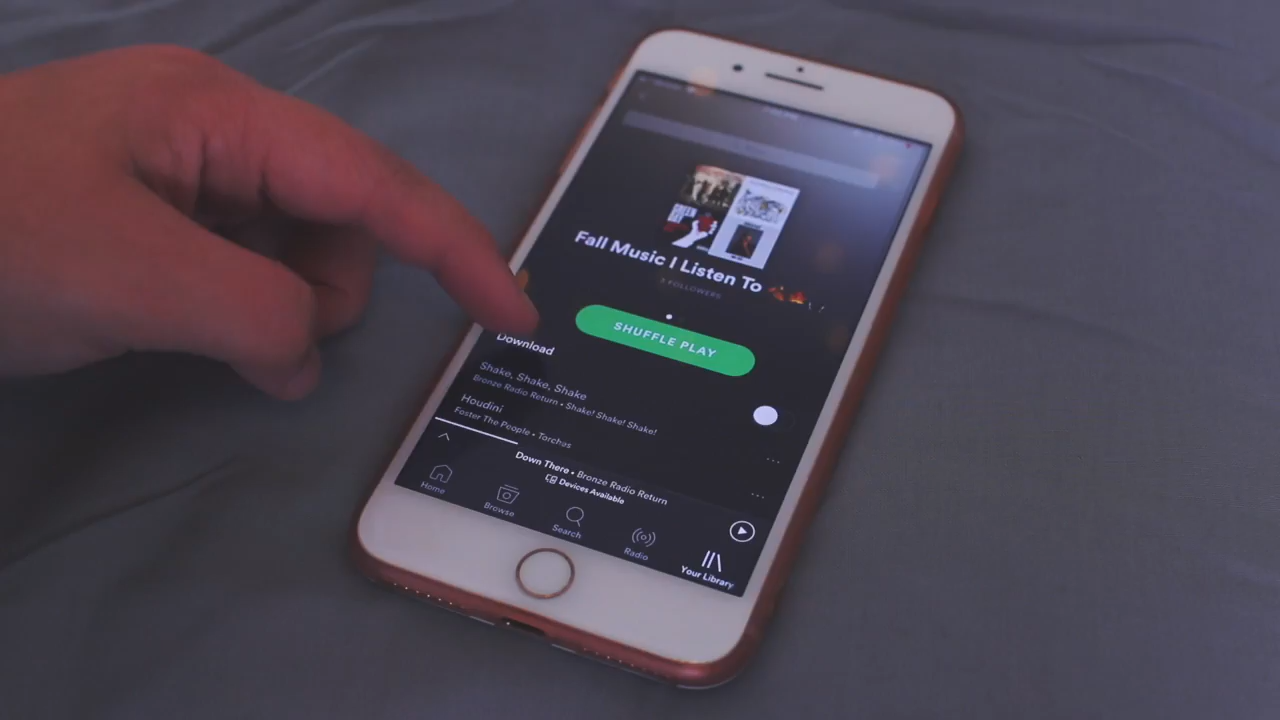 Fall Music I Listen To
FOLLOWERS
SHUFFLE PLAY
Download
Shake, Shake, Shake
Bronze Radio Return • Shake! Shake! Shake!
Houdini
Foster The People • Torches
Down There • Bronze Radio Return
Devices Available
Home
Browse
Search
Radio
Your Library